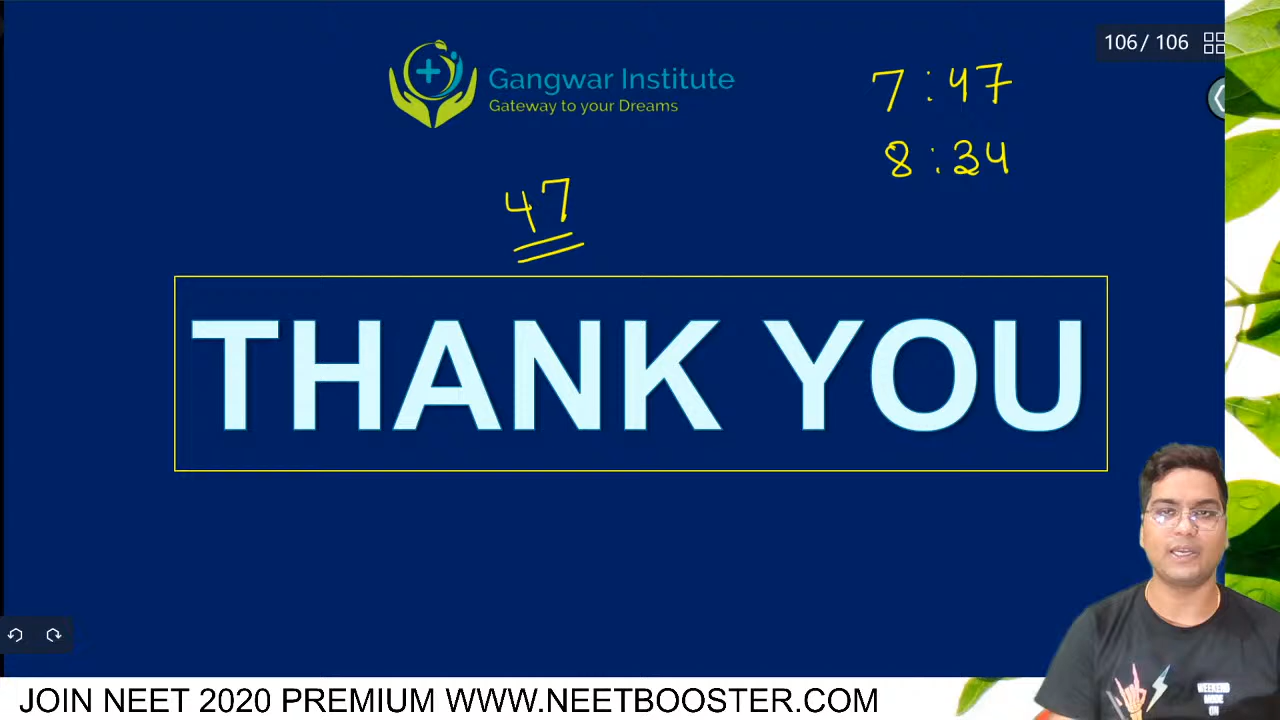 106/ 106
Gangwar Institute
Gateway to your Dreams
7:47
8:34
47
THANK YOU
JOIN NEET 2020 PREMIUM WWW.NEETBOOSTER.COM